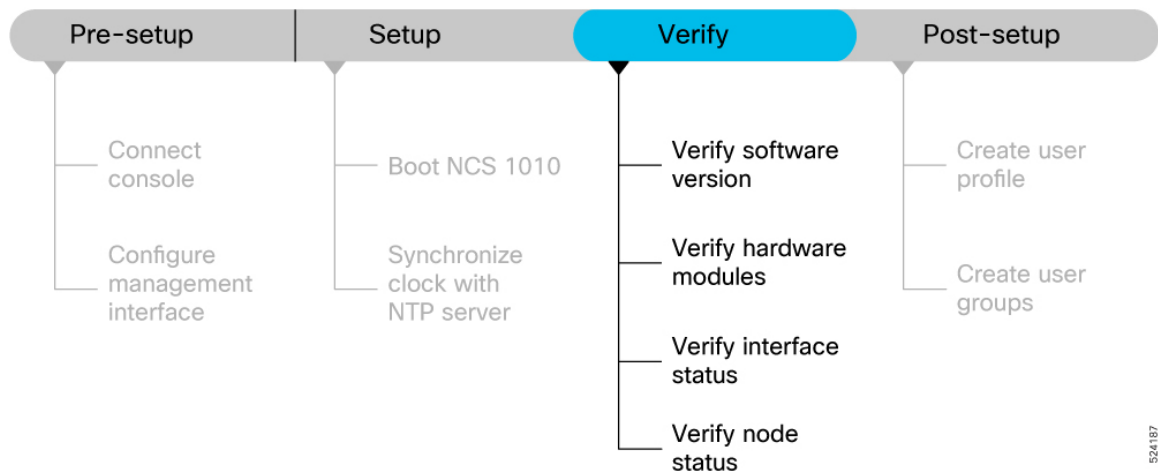 Pre-setup
Setup
Verify
Post-setup
Connect
console
Configure
management
interface
Boot NCS 1010
Synchronize
clock with
NTP server
Verify software
version
Verify hardware
modules
Verify interface
status
Verify node
status
Create user
profile
Create user
groups
524187